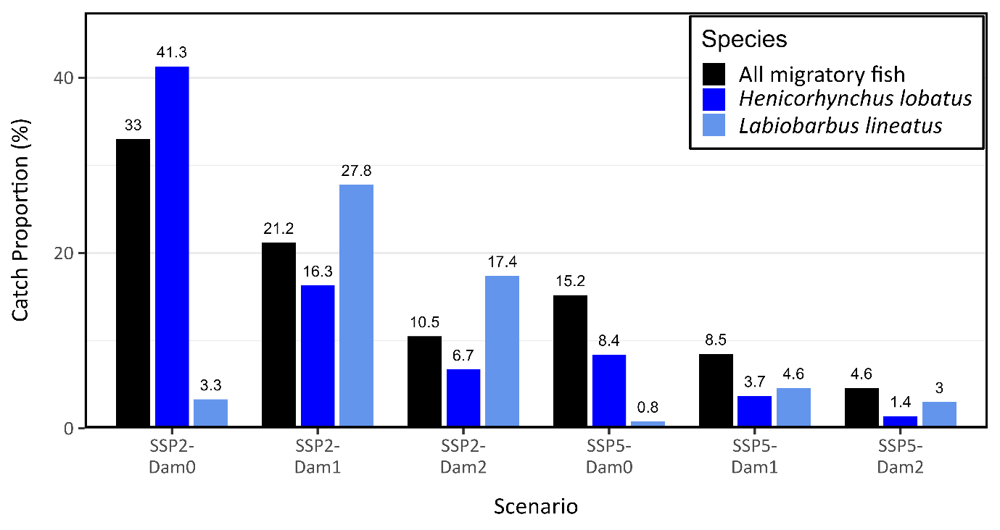 Species
All migratory fish
Henicorhynchus lobatus
Labiobarbus lineatus
Catch Proportion (%)
40
20
0
33
41.3
3.3
21.2
16.3
27.8
10.5
6.7
17.4
15.2
8.4
0.8
8.5
3.7
4.6
4.6
1.4
3
SSP2-
Dam0
SSP2-
Dam1
SSP2-
Dam2
SSP5-
Dam0
SSP5-
Dam1
SSP5-
Dam2
Scenario